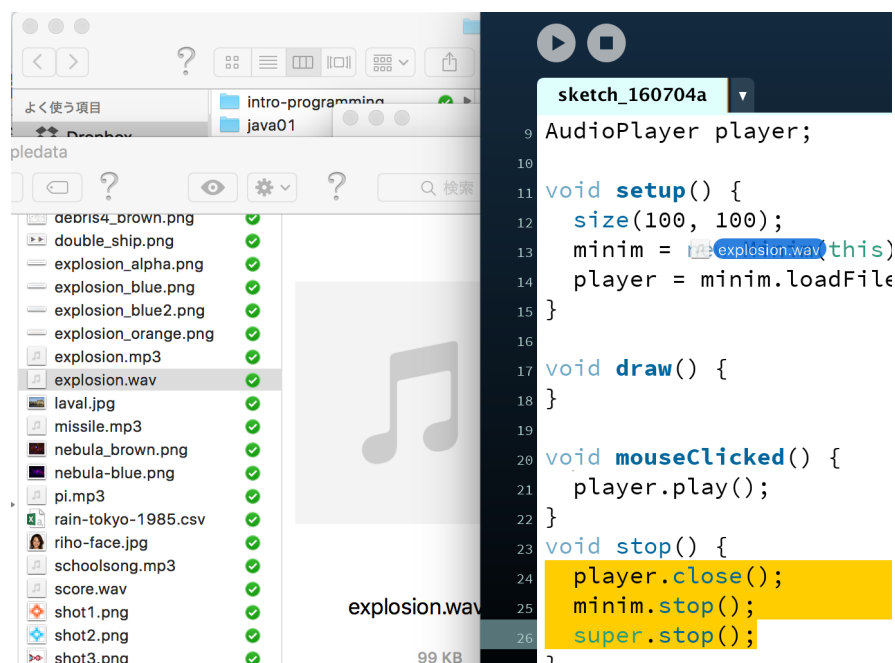 intro-programming
よく使う項目
Dropbox
java01
pledata
検索
debris4_brown.png
double_ship.png
explosion_alpha.png
explosion_blue.png
explosion_blue2.png
explosion_orange.png
explosion.mp3
explosion.wav
laval.jpg
missile.mp3
nebula_brown.png
nebula-blue.png
pi.mp3
rain-tokyo-1985.csv
riho-face.jpg
schoolsong.mp3
score.wav
shot1.png
shot2.png
shot3.png
explosion.wav
99 KB
sketch_160704a
9 AudioPlayer player;
10
11 void setup() {
12 size(100, 100);
13 minim = (this)
explosion.wav
14 player = minim.loadFile
15 }
16
17 void draw() {
18 }
19
20 void mouseClicked() {
21 player.play();
22 }
23 void stop() {
24 player.close();
25 minim.stop();
26 super.stop();